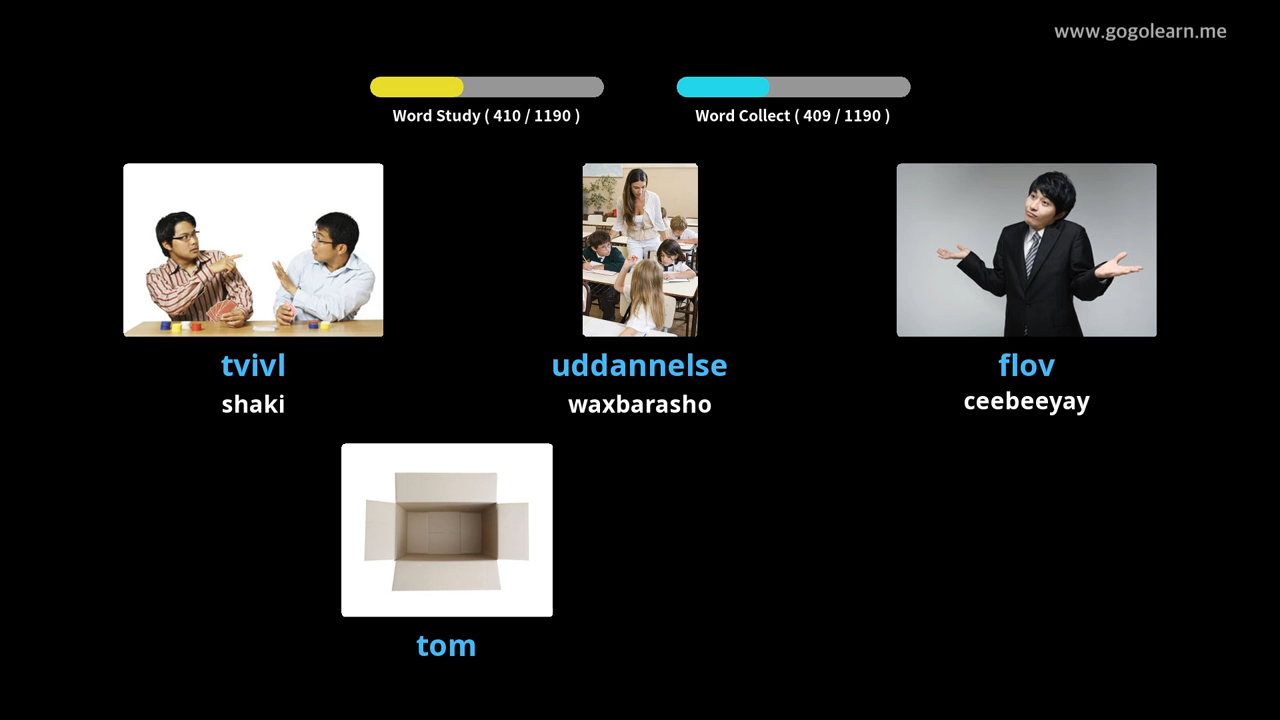 www.gogolearn.me
Word Study ( 410 / 1190 )
Word Collect ( 409 / 1190 )
tvivl
shaki
uddannelse
waxbarasho
flov
ceebeeyay
tom